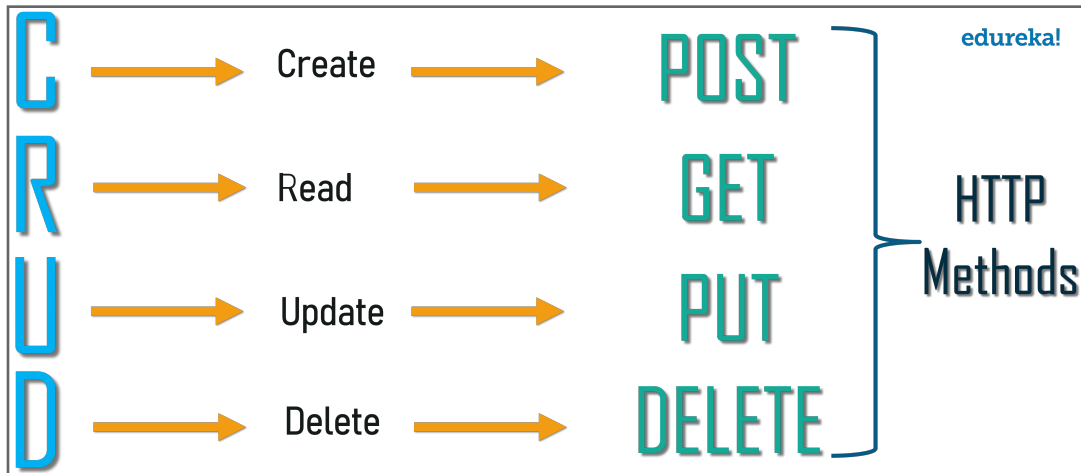 C Create POST
edureka!
R Read GET
HTTP
Methods
U Update PUT
D Delete DELETE